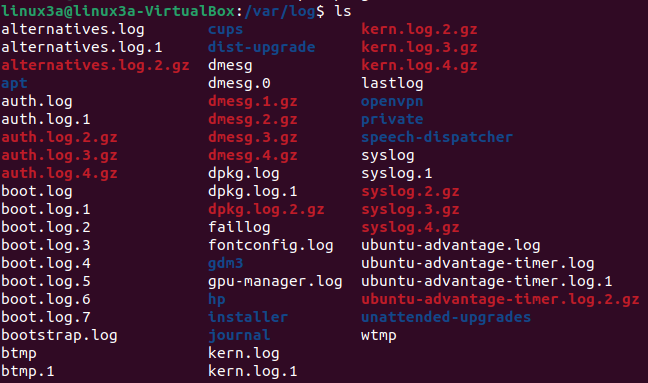 linux3a@linux3a-VirtualBox:/var/log$ ls
alternatives.log cups kern.log.2.gz
alternatives.log.1 dist-upgrade kern.log.3.gz
alternatives.log.2.gz dmesg kern.log.4.gz
apt dmesg.0 lastlog
auth.log dmesg.1.gz openvpn
auth.log.1 dmesg.2.gz private
auth.log.2.gz dmesg.3.gz speech-dispatcher
auth.log.3.gz dmesg.4.gz syslog
auth.log.4.gz dpkg.log syslog.1
boot.log dpkg.log.1 syslog.2.gz
boot.log.1 dpkg.log.2.gz syslog.3.gz
boot.log.2 faillog syslog.4.gz
boot.log.3 fontconfig.log ubuntu-advantage.log
boot.log.4 gdm3 ubuntu-advantage-timer.log
boot.log.5 gpu-manager.log ubuntu-advantage-timer.log.1
boot.log.6 hp ubuntu-advantage-timer.log.2.gz
boot.log.7 installer unattended-upgrades
bootstrap.log journal wtmp
btmp kern.log
btmp.1 kern.log.1